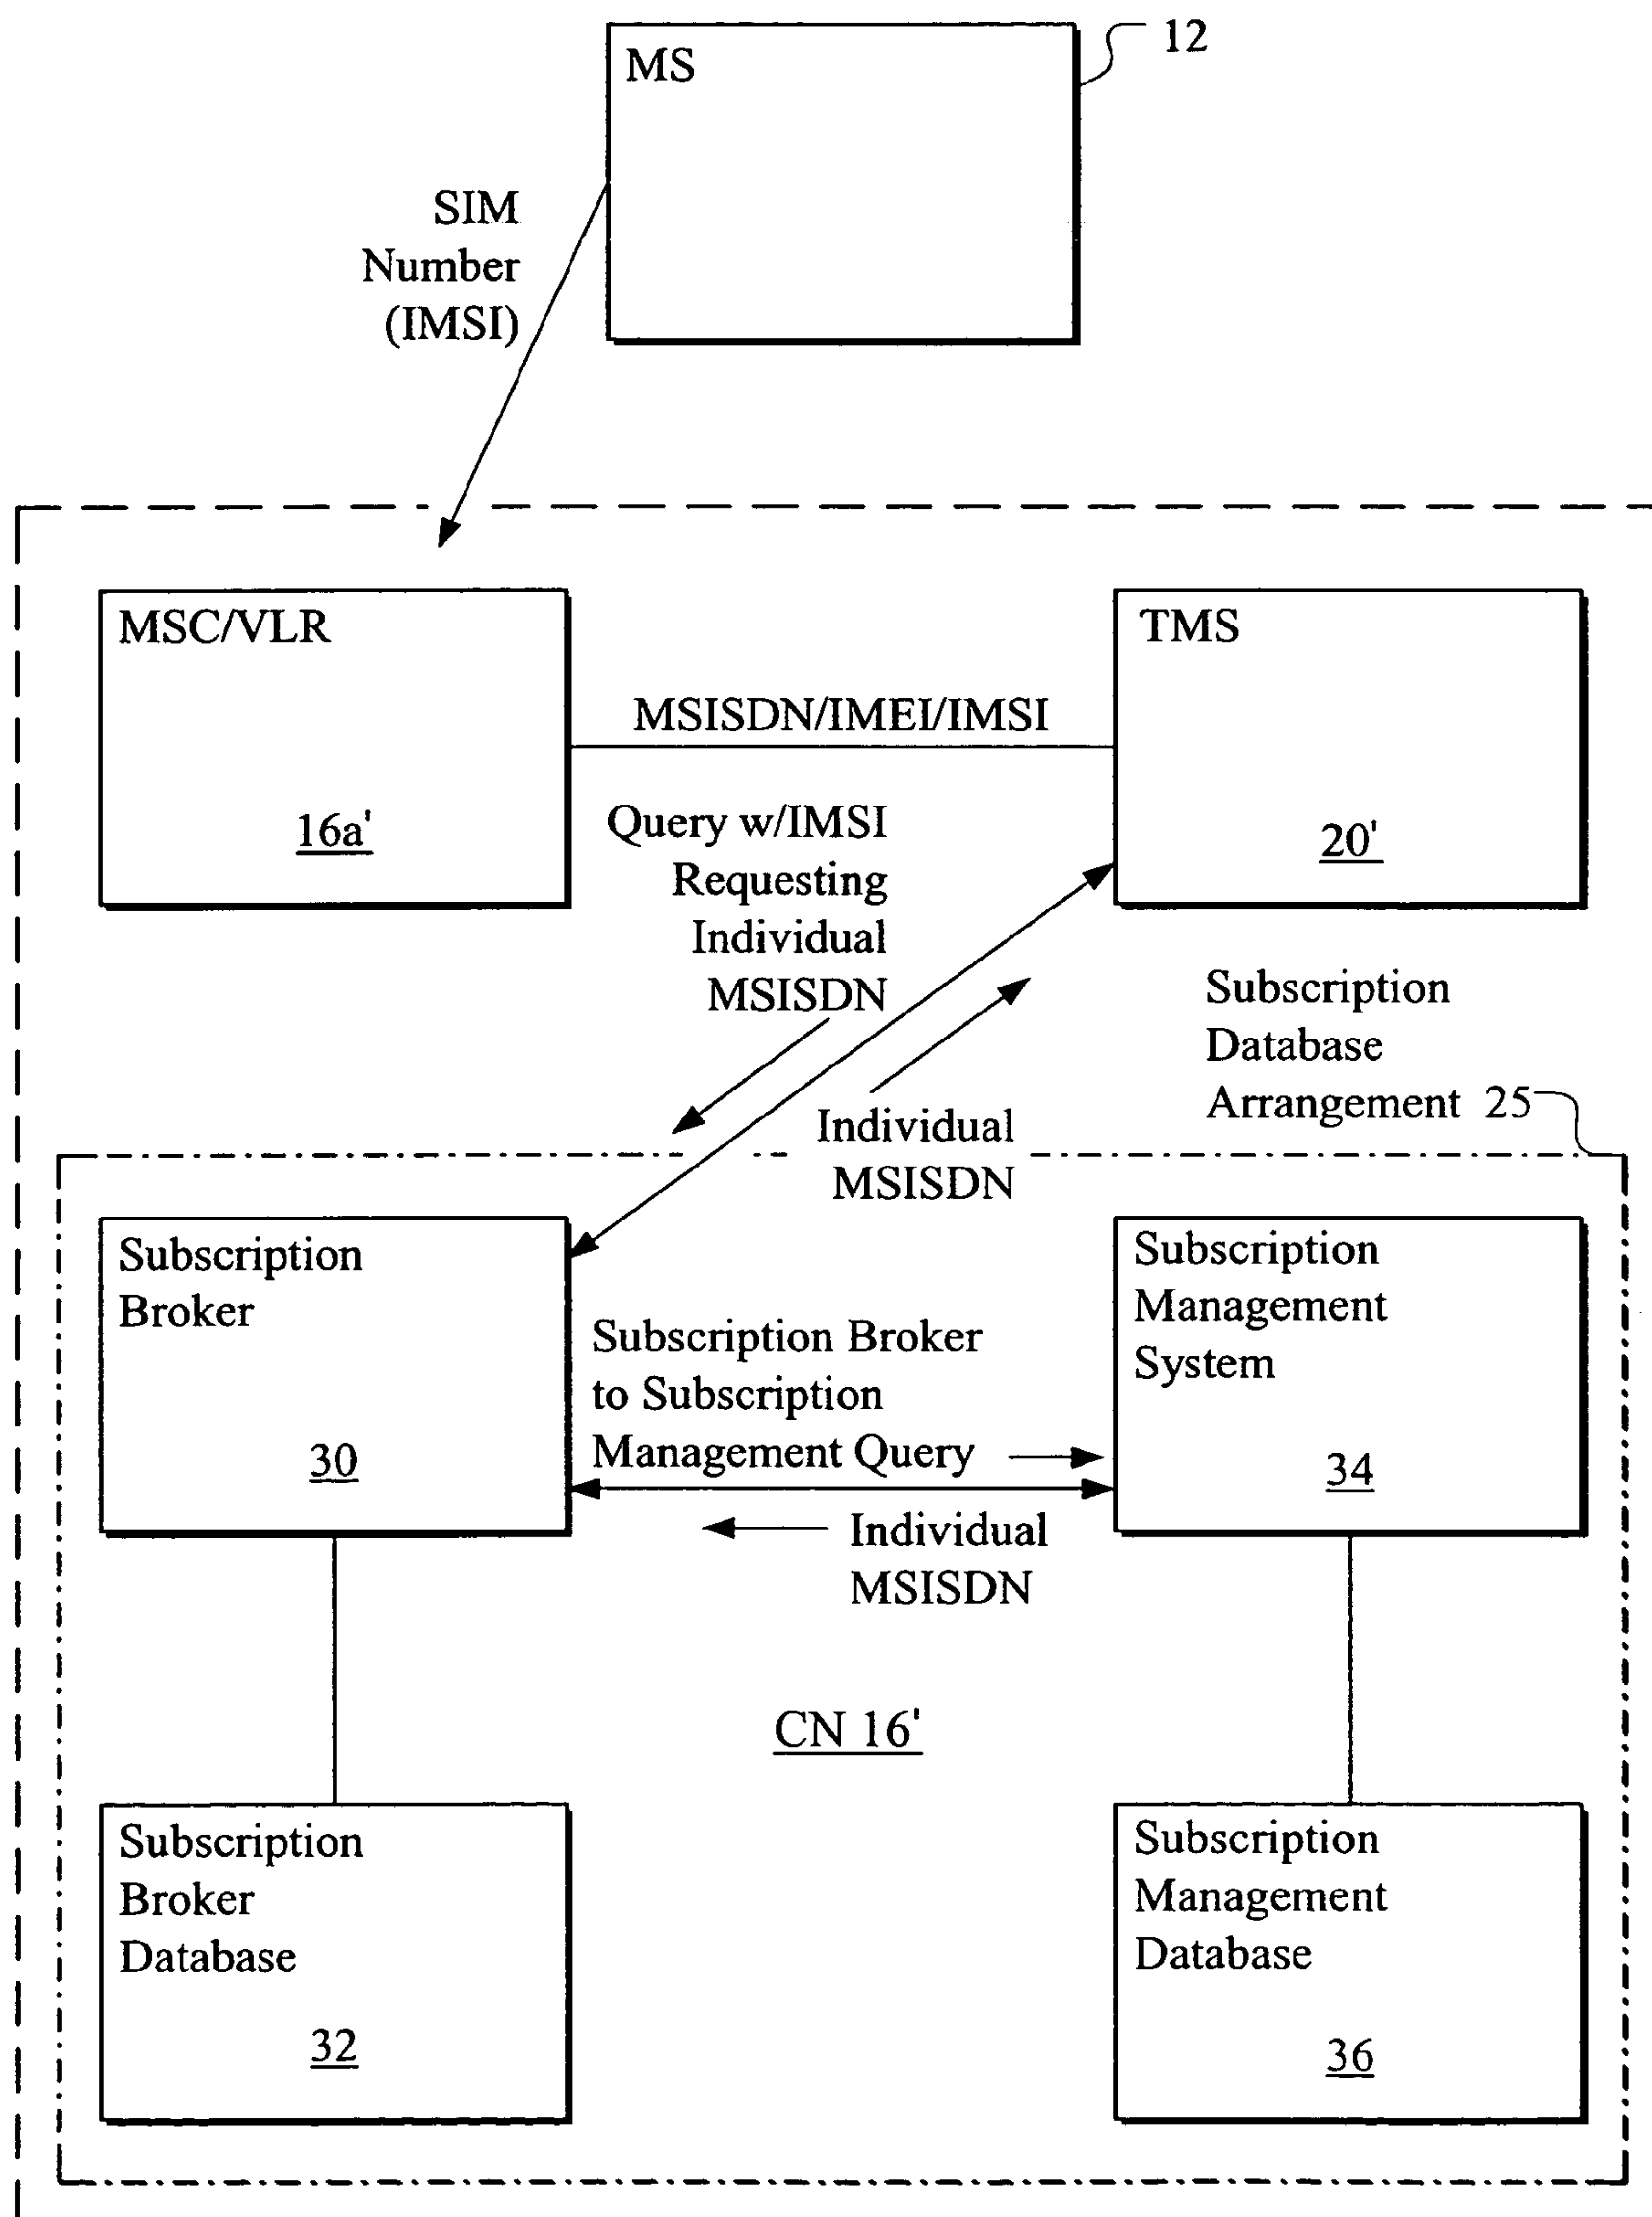 MS
12
SIM
Number
(IMSI)
MSC/VLR
16a'
MSISDN/IMEI/IMSI
TMS
20'
Query w/IMSI
Requesting
Individual
MSISDN
Individual
MSISDN
Subscription
Database
Arrangement 25
Subscription
Broker
30
Subscription Broker
to Subscription
Management Query
Individual
MSISDN
Subscription
Management
System
34
CN 16'
Subscription
Broker
Database
32
Subscription
Management
Database
36